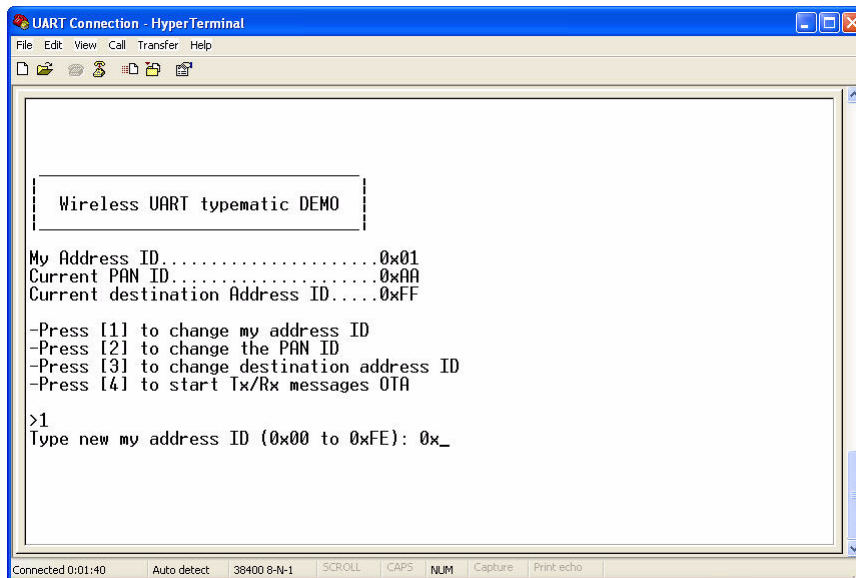 UART Connection - HyperTerminal
File Edit View Call Transfer Help
Wireless UART typematic DEMO
My Address ID......................0x01
Current PAN ID.....................0xAA
Current destination Address ID.....0xFF
-Press [1] to change my address ID
-Press [2] to change the PAN ID
-Press [3] to change destination address ID
-Press [4] to start Tx/Rx messages OTA
>1
Type new my address ID (0x00 to 0xFE): 0x_
Connected 0:01:40 Auto detect 38400 8-N-1 SCROLL CAPS NUM Capture Print echo